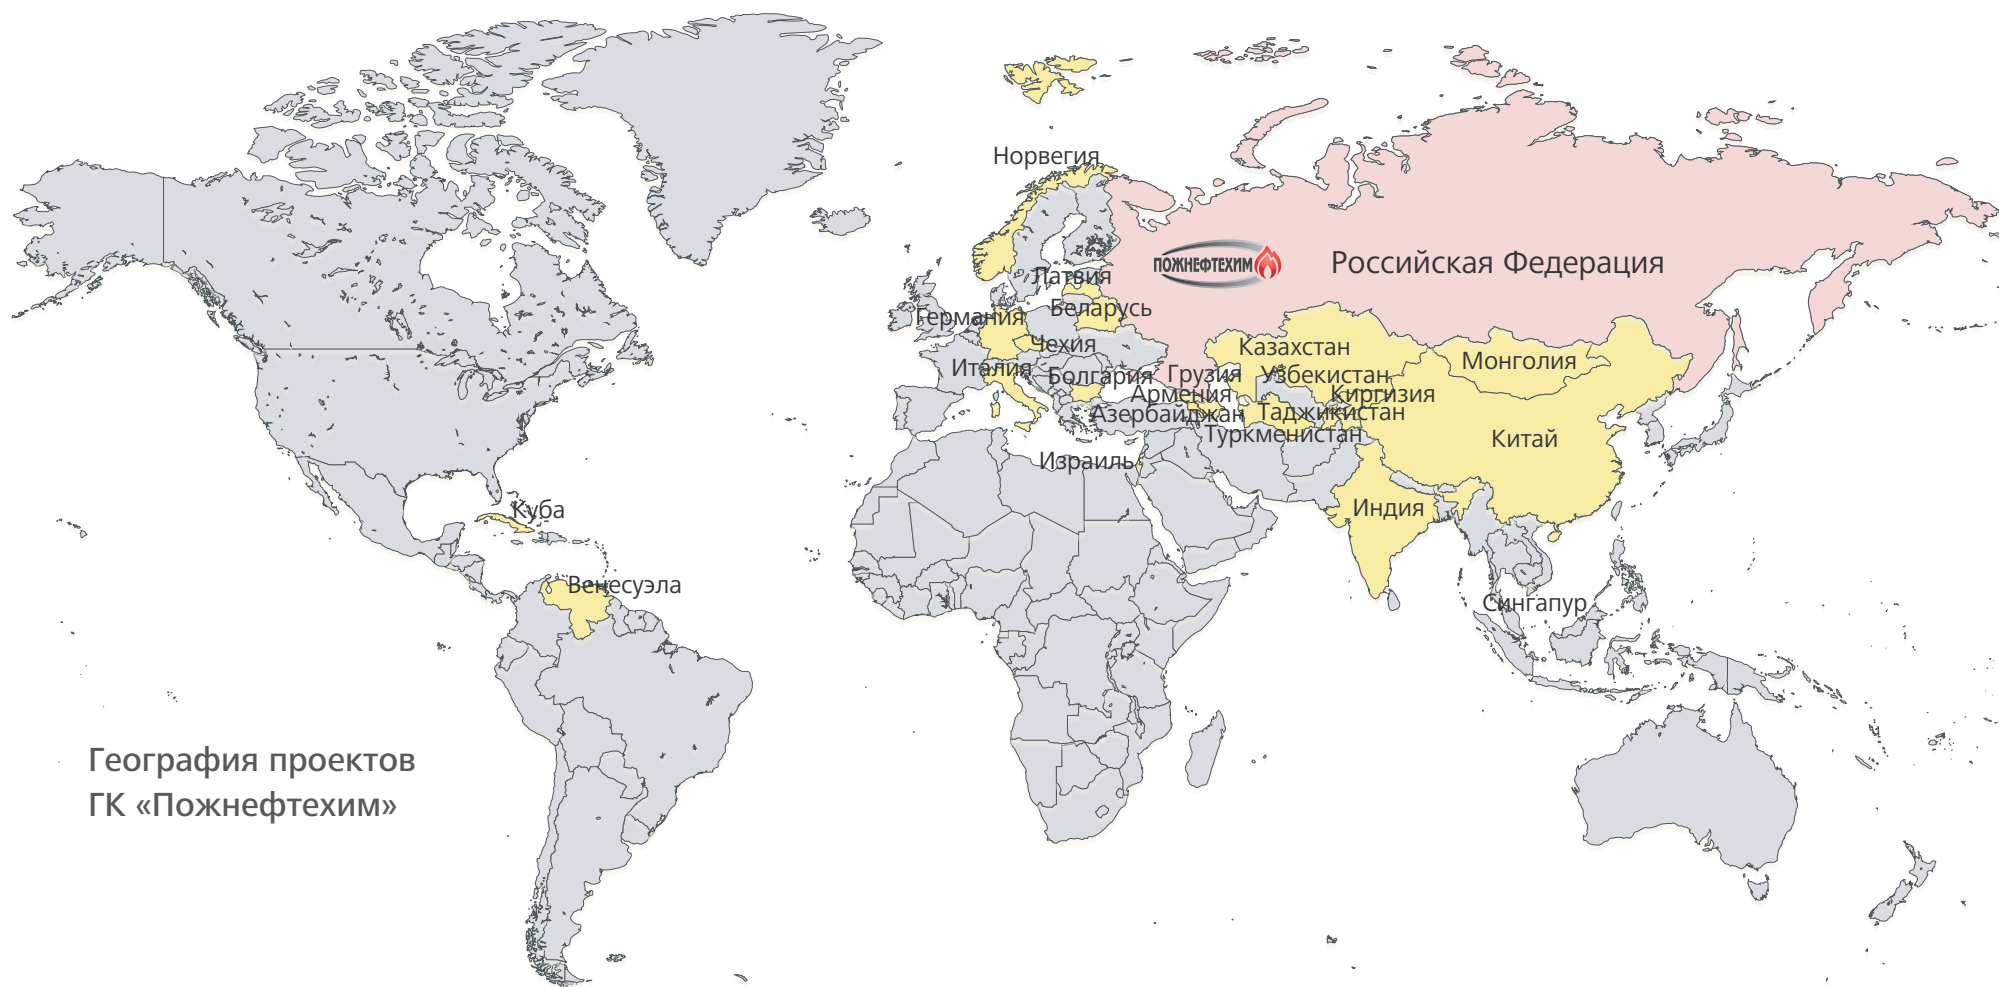 Норвегия
ПОЖНЕФТЕХИМ
Российская Федерация
Латвия
Беларусь
Германия
Чехия
Казахстан
Монголия
Италия
Болгария
Грузия
Узбекистан
Армения
Киргизия
Азербайджан
Таджикистан
Туркменистан
Китай
Израиль
Куба
Индия
Венесуэла
Сингапур
География проектов
ГК «Пожнефтехим»